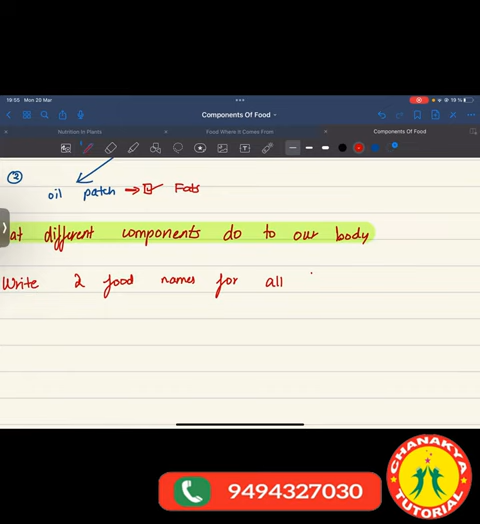 19:55 Mon 20 Mar
19 %
Components Of Food
Nutrition in Plants
Food Where it Comes From
Components Of Food
②
oil patch → Fats
at different components do to our body
Write 2 food names for all
9494327030
CHANAKYA
TUTORIAL